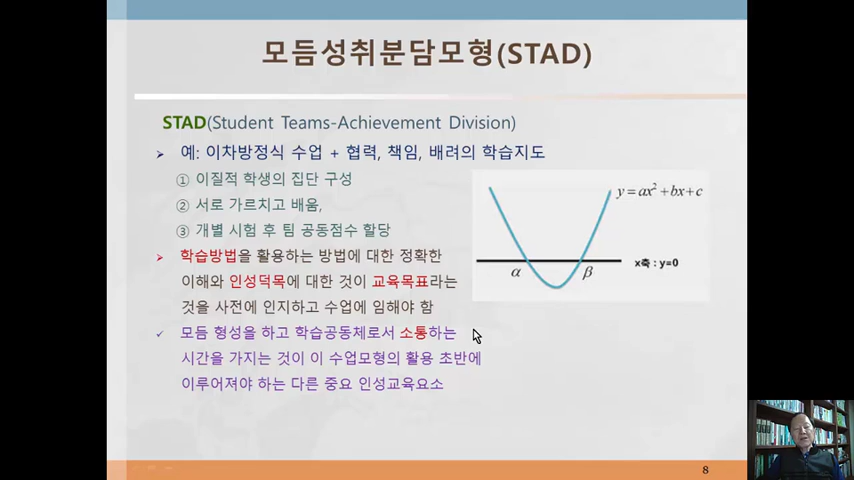 모둠성취분담모형(STAD)
STAD(Student Teams-Achievement Division)
➢ 예: 이차방정식 수업 + 협력, 책임, 배려의 학습지도
① 이질적 학생의 집단 구성
② 서로 가르치고 배움,
③ 개별 시험 후 팀 공동점수 할당
y = ax² + bx + c
x축 : y=0
α β
➢ 학습방법을 활용하는 방법에 대한 정확한
이해와 인성덕목에 대한 것이 교육목표라는
것을 사전에 인지하고 수업에 임해야 함
✓ 모둠 형성을 하고 학습공동체로서 소통하는
시간을 가지는 것이 이 수업모형의 활용 초반에
이루어져야 하는 다른 중요 인성교육요소
8